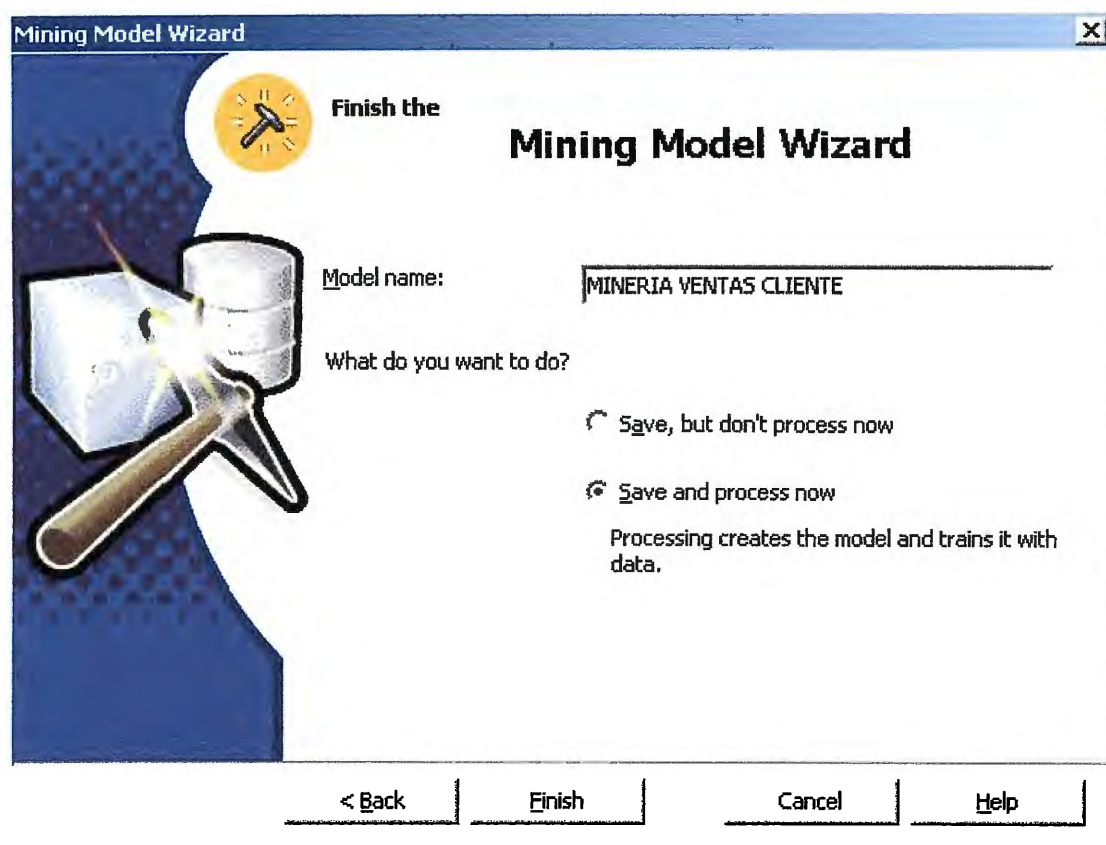 Mining Model Wizard
Finish the
Mining Model Wizard
Model name:
MINERIA VENTAS CLIENTE
What do you want to do?
Save, but don't process now
Save and process now
Processing creates the model and trains it with
data.
< Back
Finish
Cancel
Help